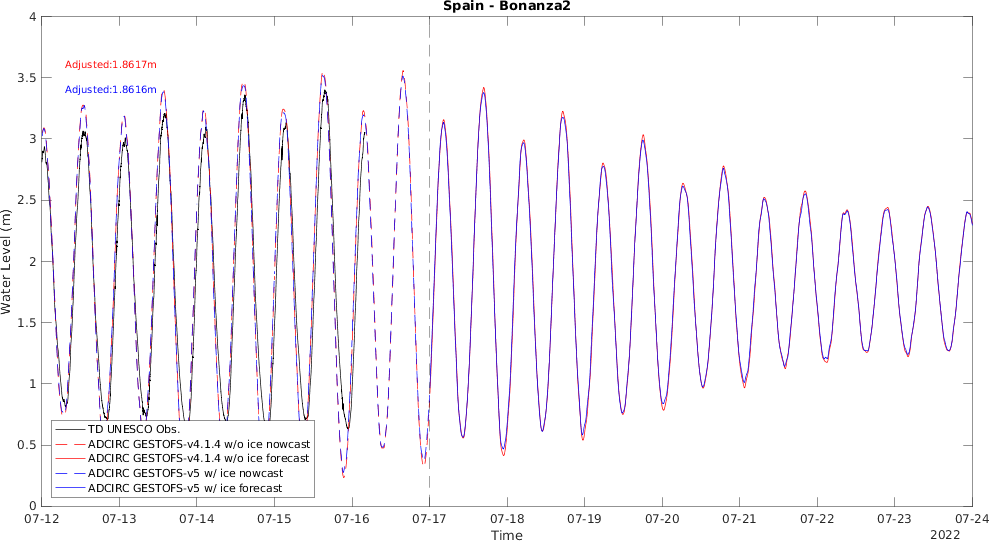 Spain - Bonanza2
4
3.5
3
2.5
2
1.5
1
0.5
0
Water Level (m)
Adjusted:1.8617m
Adjusted:1.8616m
TD UNESCO Obs.
ADCIRC GESTOFS-v4.1.4 w/o ice nowcast
ADCIRC GESTOFS-v4.1.4 w/o ice forecast
ADCIRC GESTOFS-v5 w/ ice nowcast
ADCIRC GESTOFS-v5 w/ ice forecast
07-12 07-13 07-14 07-15 07-16 07-17 07-18 07-19 07-20 07-21 07-22 07-23 07-24
Time
2022